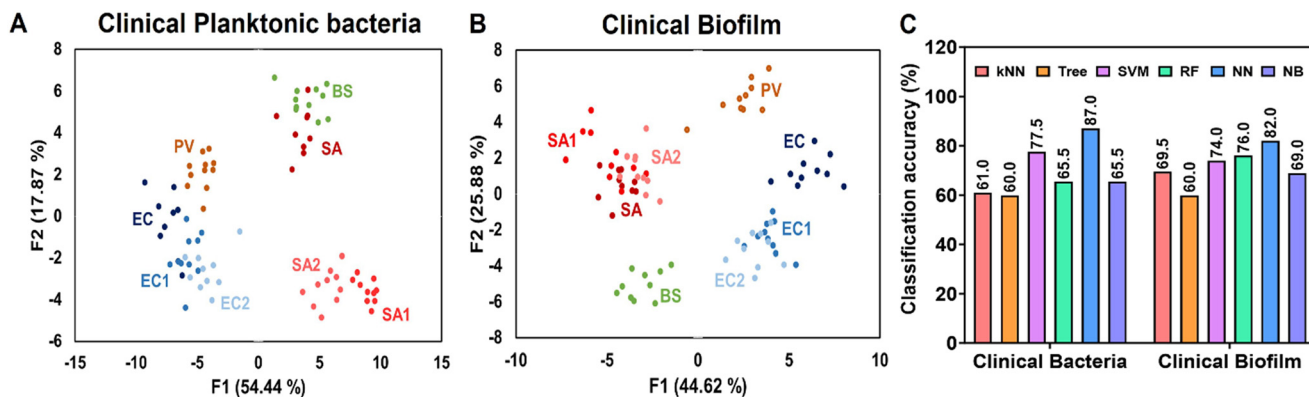 A
Clinical Planktonic bacteria
F2 (17.87 %)
8
6
4
2
0
-2
-4
-6
BS
SA
PV
EC
EC1
EC2
SA2
SA1
-15
-10
-5
0
5
10
15
F1 (54.44 %)
B
Clinical Biofilm
F2 (25.88 %)
8
6
4
2
0
-2
-4
-6
-8
PV
SA1
SA2
SA
EC
EC1
EC2
BS
-10
-5
0
5
10
F1 (44.62 %)
C
Classification accuracy (%)
120
100
80
60
40
20
0
kNN Tree SVM RF NN NB
61.0
60.0
77.5
65.5
87.0
65.5
69.5
60.0
74.0
76.0
82.0
69.0
Clinical Bacteria
Clinical Biofilm